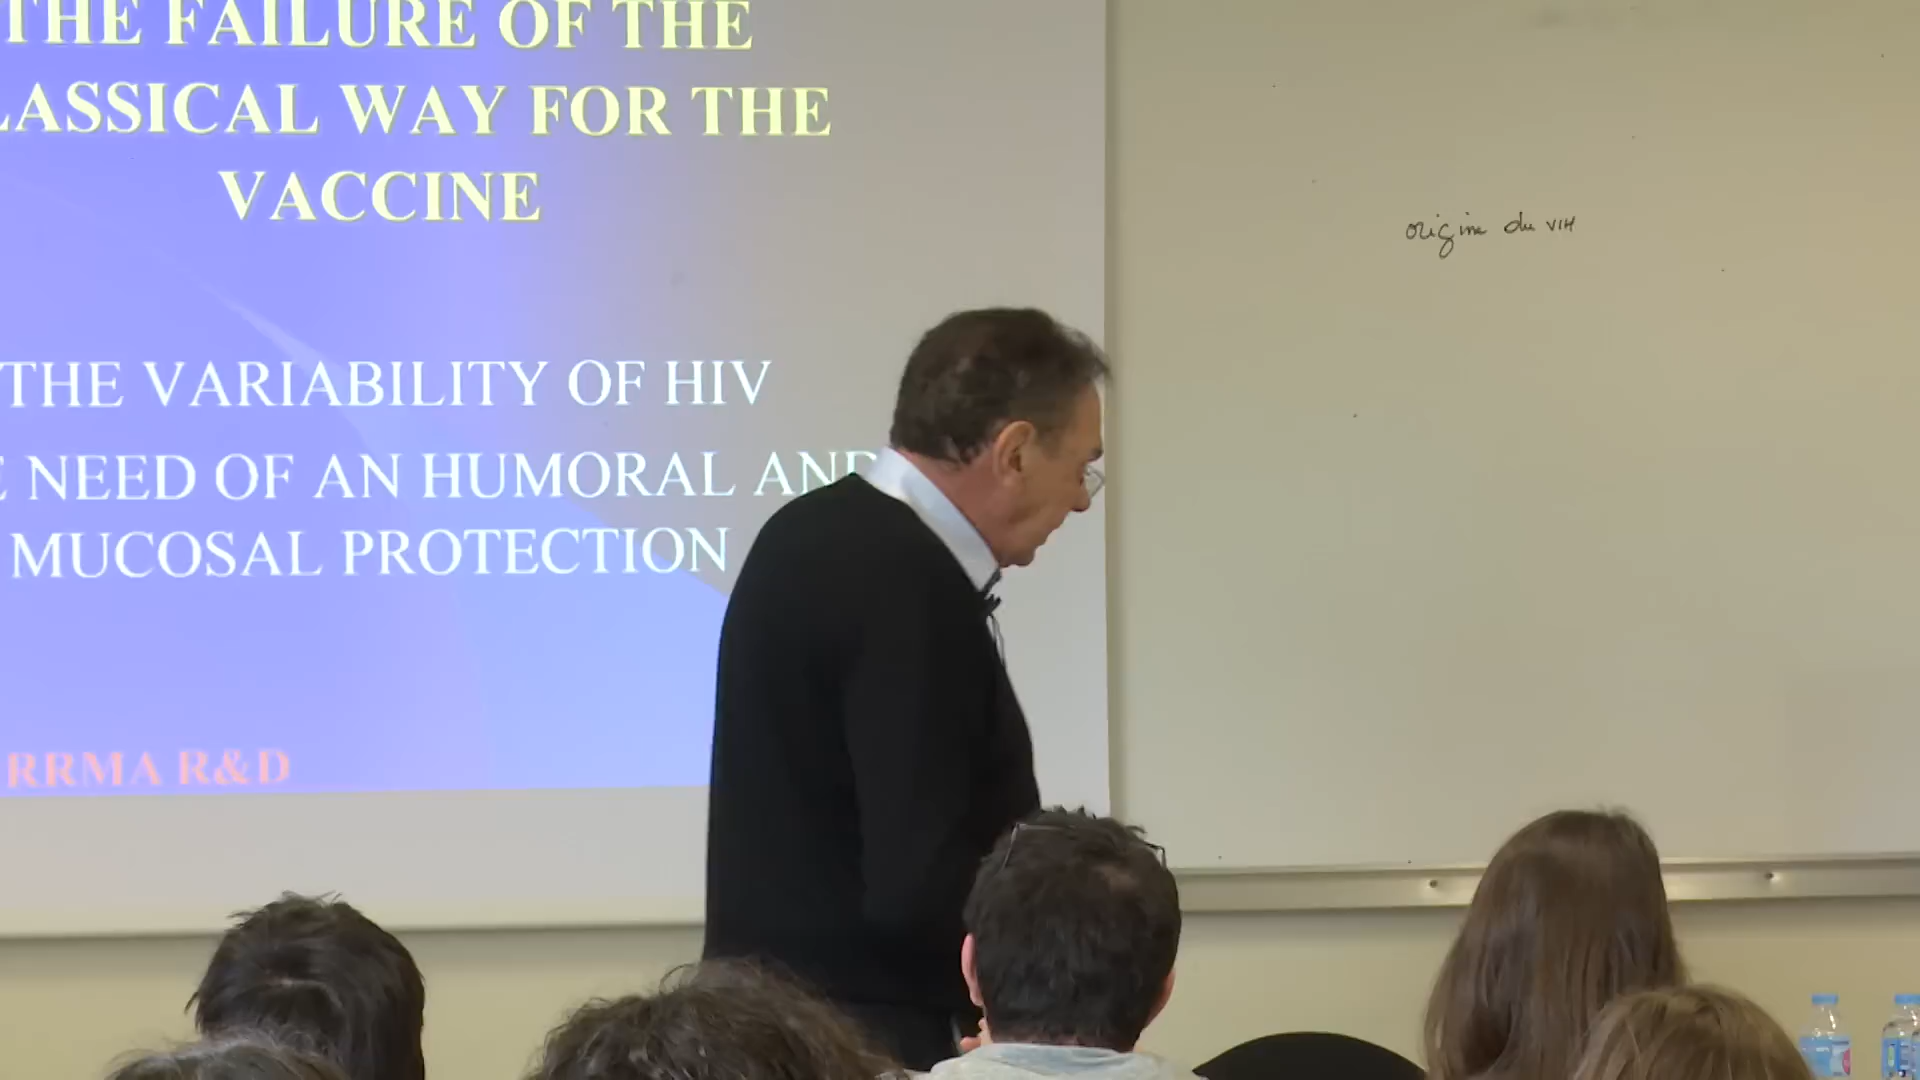 THE FAILURE OF THE
LASSICAL WAY FOR THE
VACCINE
THE VARIABILITY OF HIV
E NEED OF AN HUMORAL AND
MUCOSAL PROTECTION
RRMA R&D
origine du VIH